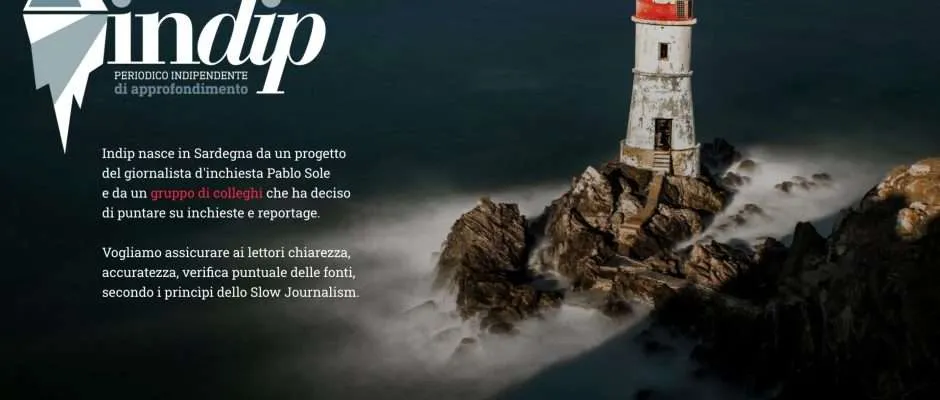 indip
PERIODICO INDIPENDENTE
di approfondimento
Indip nasce in Sardegna da un progetto
del giornalista d'inchiesta Pablo Sole
e da un gruppo di colleghi che ha deciso
di puntare su inchieste e reportage.
Vogliamo assicurare ai lettori chiarezza,
accuratezza, verifica puntuale delle fonti,
secondo i principi dello Slow Journalism.